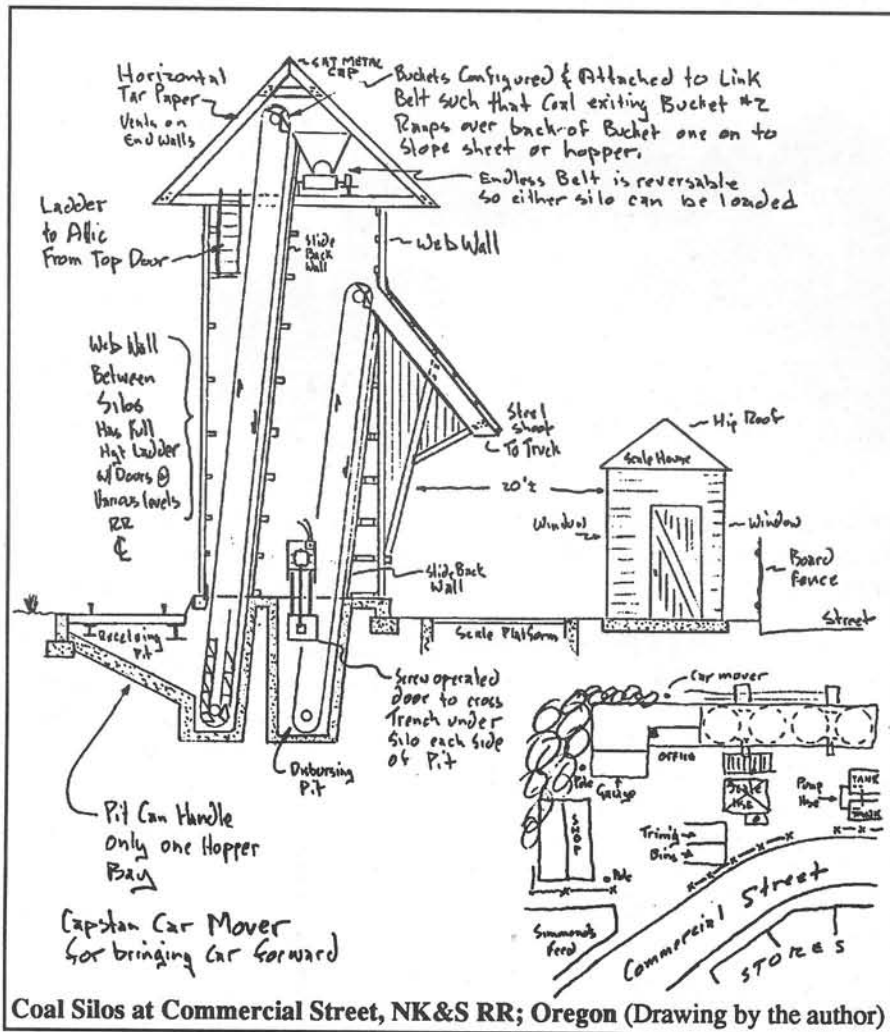 Horizontal
Tar Paper
Vents on
End Walls
METAL
CAP
Buckets Configured & Attached to Link
Belt such that Coal exiting Bucket #2
Ramps over back of Bucket one on to
Slope sheet or hopper.
Endless Belt is reversable
so either silo can be loaded
Ladder
to Attic
From Top Door
Slide
Back
Wall
Web Wall
Web Wall
Between
Silos
Has Full
Hgt Ladder
w/Doors @
Various levels
RR
℄
Steel
shoot
To Truck
Hip Roof
Scale House
20'±
Window
Window
Board
Fence
Slide Back
Wall
Street
Receiving
Pit
Scale Platform
Screw operated
door to cross
Trench under
silo each side
of Pit
Disbursing
Pit
Pit Can Handle
only one Hopper
Bay
Capstan Car Mover
for bringing car forward
Car mover
OFFICE
Pole
Garage
Scale
Hse
Pump
Hse
TANK
TANK
SHOP
Trim'g
Bins
Pole
Simmonds
Feed
Commercial Street
STORES
Coal Silos at Commercial Street, NK&S RR; Oregon (Drawing by the author)